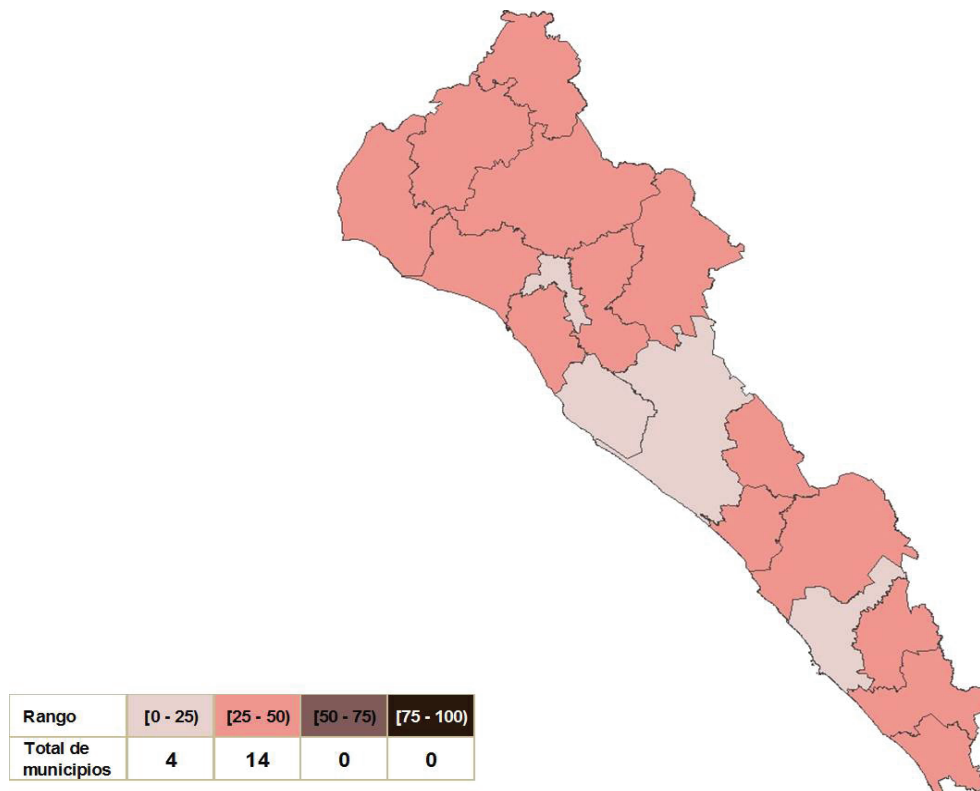 Rango [0 - 25) [25 - 50) [50 - 75) [75 - 100)
Total de
municipios 4 14 0 0